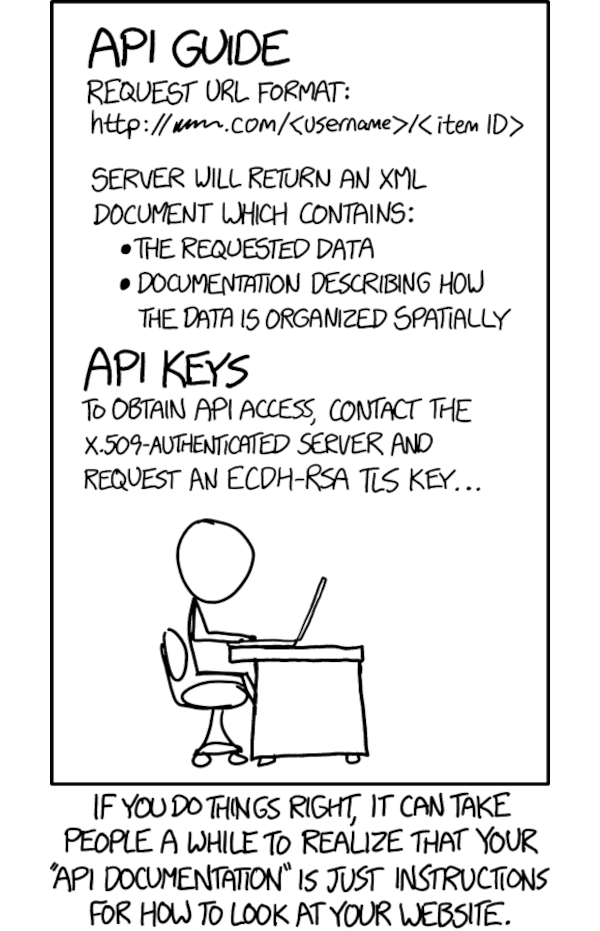 API GUIDE
REQUEST URL FORMAT:
http://        .com/<username>/<item ID>
SERVER WILL RETURN AN XML
DOCUMENT WHICH CONTAINS:
• THE REQUESTED DATA
• DOCUMENTATION DESCRIBING HOW
THE DATA IS ORGANIZED SPATIALLY
API KEYS
TO OBTAIN API ACCESS, CONTACT THE
X.509-AUTHENTICATED SERVER AND
REQUEST AN ECDH-RSA TLS KEY...
IF YOU DO THINGS RIGHT, IT CAN TAKE
PEOPLE A WHILE TO REALIZE THAT YOUR
"API DOCUMENTATION" IS JUST INSTRUCTIONS
FOR HOW TO LOOK AT YOUR WEBSITE.